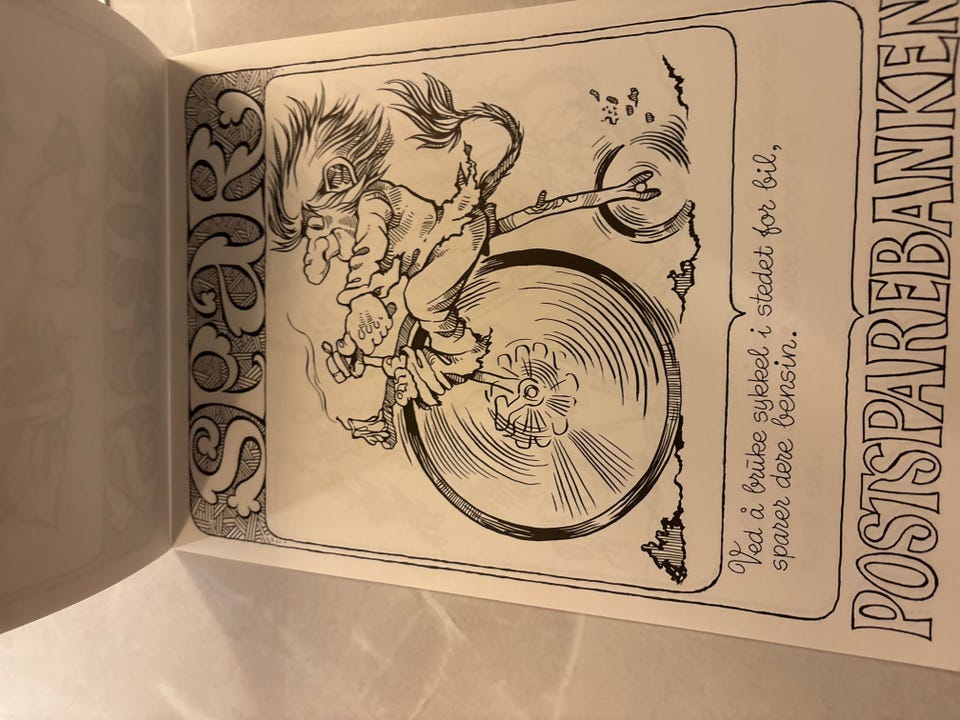 SPAR
Ved å bruke sykkel i stedet for bil,
sparer dere bensin.
POSTSPAREBANKEN